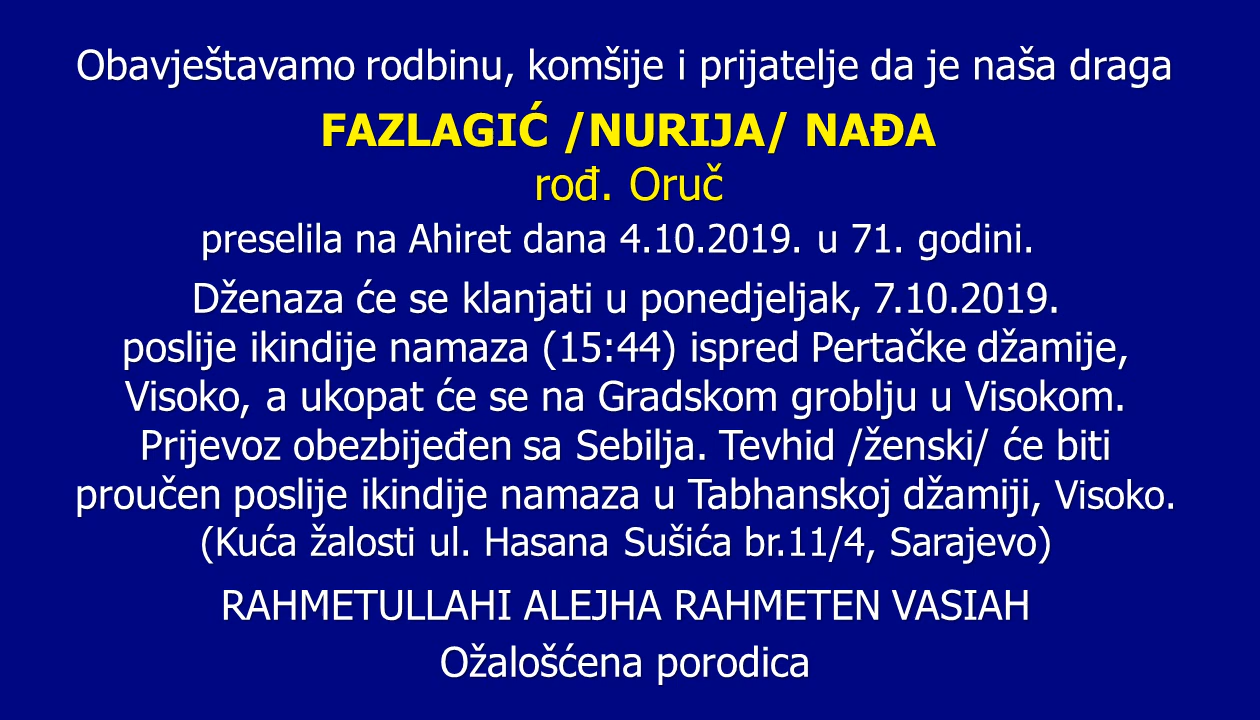 Obavještavamo rodbinu, komšije i prijatelje da je naša draga
FAZLAGIĆ /NURIJA/ NAĐA
rođ. Oruč
preselila na Ahiret dana 4.10.2019. u 71. godini.
Dženaza će se klanjati u ponedjeljak, 7.10.2019.
poslije ikindije namaza (15:44) ispred Pertačke džamije,
Visoko, a ukopat će se na Gradskom groblju u Visokom.
Prijevoz obezbijeđen sa Sebilja. Tevhid /ženski/ će biti
proučen poslije ikindije namaza u Tabhanskoj džamiji, Visoko.
(Kuća žalosti ul. Hasana Sušića br.11/4, Sarajevo)
RAHMETULLAHI ALEJHA RAHMETEN VASIAH
Ožalošćena porodica